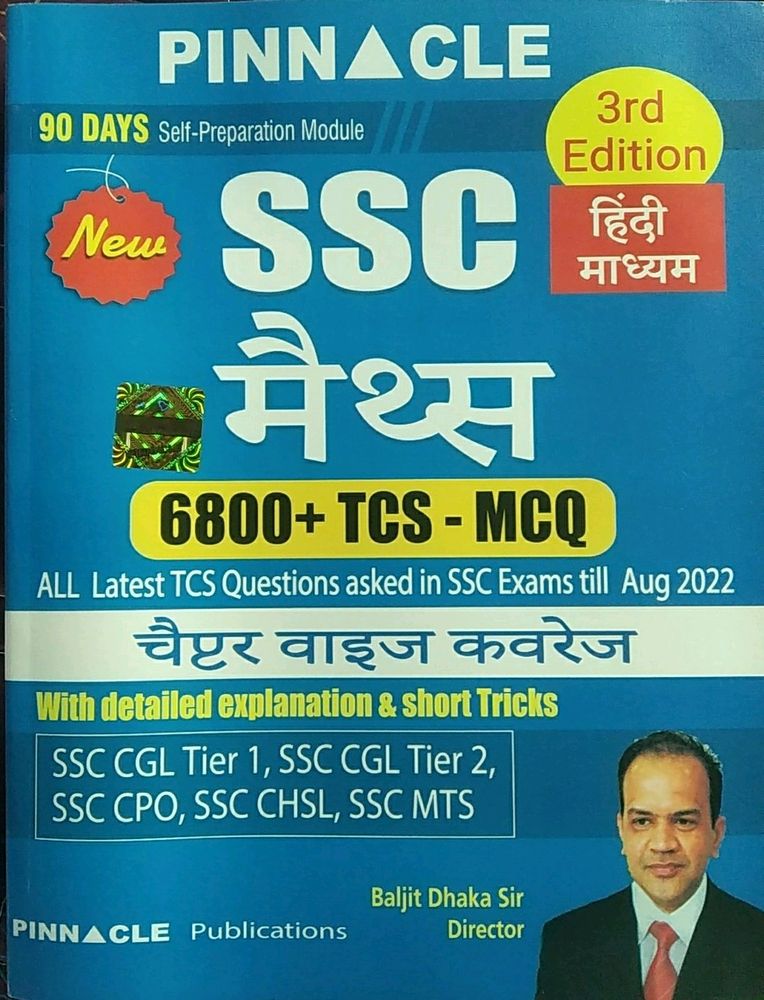 PINNACLE
90 DAYS Self-Preparation Module
3rd
Edition
New
SSC
हिंदी
माध्यम
मैथ्स
6800+ TCS - MCQ
ALL Latest TCS Questions asked in SSC Exams till Aug 2022
चैप्टर वाइज कवरेज
With detailed explanation & short Tricks
SSC CGL Tier 1, SSC CGL Tier 2,
SSC CPO, SSC CHSL, SSC MTS
Baljit Dhaka Sir
Director
PINNACLE Publications